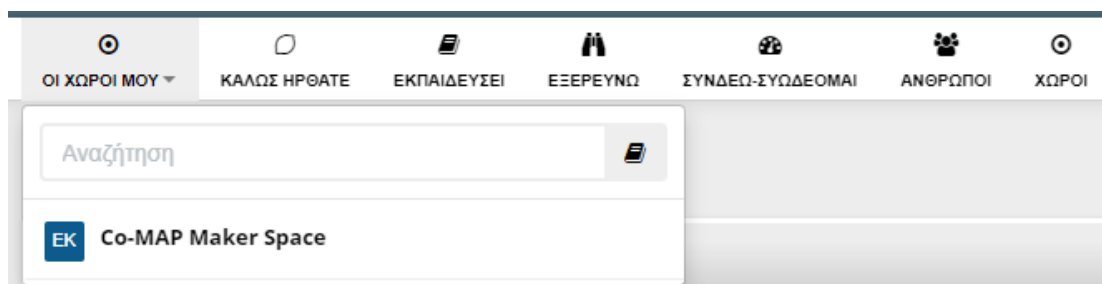 ΟΙ ΧΩΡΟΙ ΜΟΥ ΚΑΛΩΣ ΗΡΘΑΤΕ ΕΚΠΑΙΔΕΥΣΕΙ ΕΞΕΡΕΥΝΩ ΣΥΝΔΕΩ-ΣΥΩΔΕΟΜΑΙ ΑΝΘΡΩΠΟΙ ΧΩΡΟΙ
Αναζήτηση
ΕΚ Co-MAP Maker Space